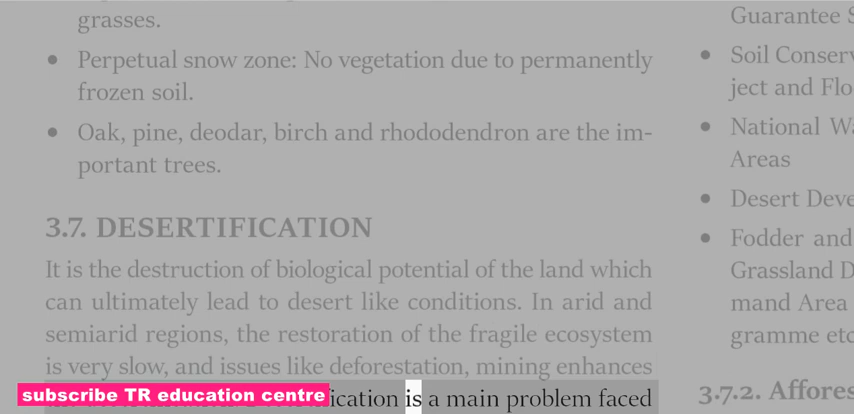 grasses.
• Perpetual snow zone: No vegetation due to permanently
frozen soil.
• Oak, pine, deodar, birch and rhododendron are the im-
portant trees.
3.7. DESERTIFICATION
It is the destruction of biological potential of the land which
can ultimately lead to desert like conditions. In arid and
semiarid regions, the restoration of the fragile ecosystem
is very slow, and issues like deforestation, mining enhances
ification is a main problem faced
subscribe TR education centre
Guarantee S
• Soil Conserv
ject and Flo
• National Wa
Areas
• Desert Deve
• Fodder and
Grassland D
mand Area
gramme etc
3.7.2. Affores